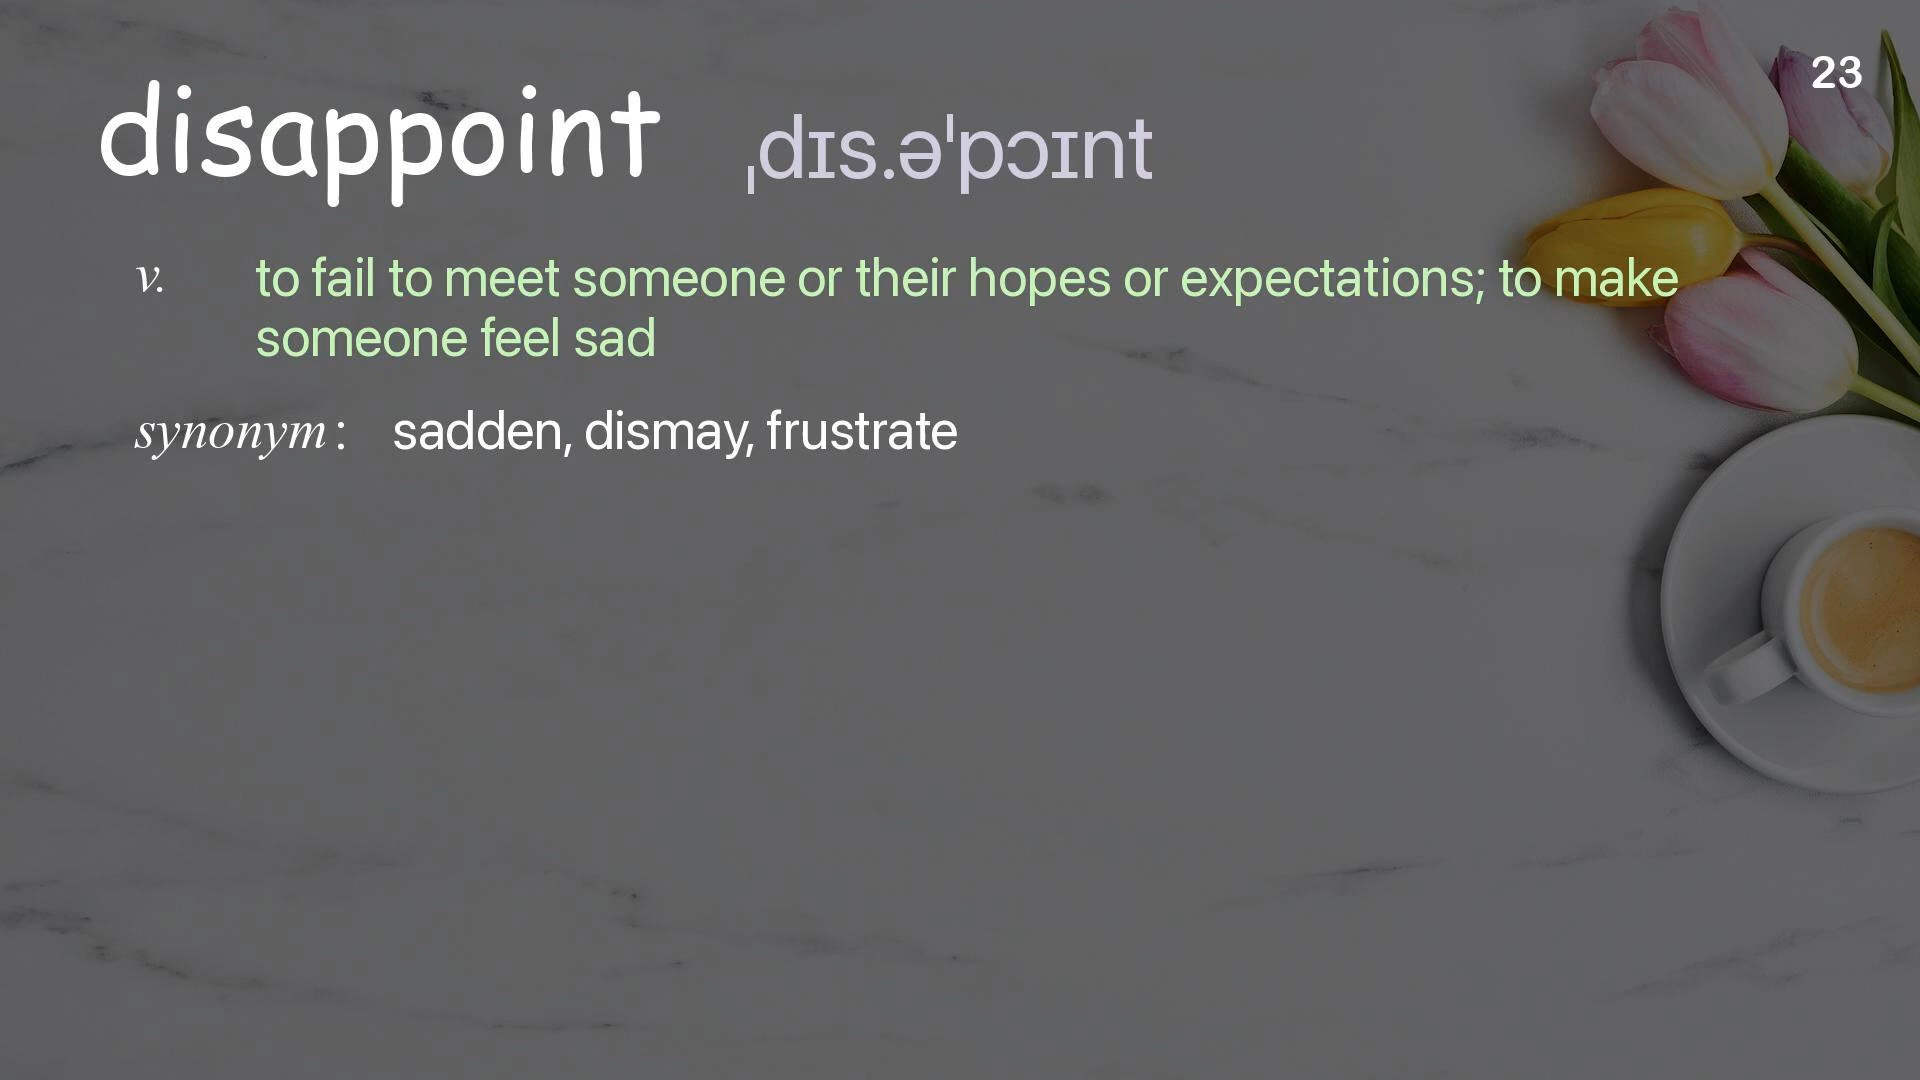 23
disappoint ˌdɪs.əˈpɔɪnt
v. to fail to meet someone or their hopes or expectations; to make
someone feel sad
synonym: sadden, dismay, frustrate